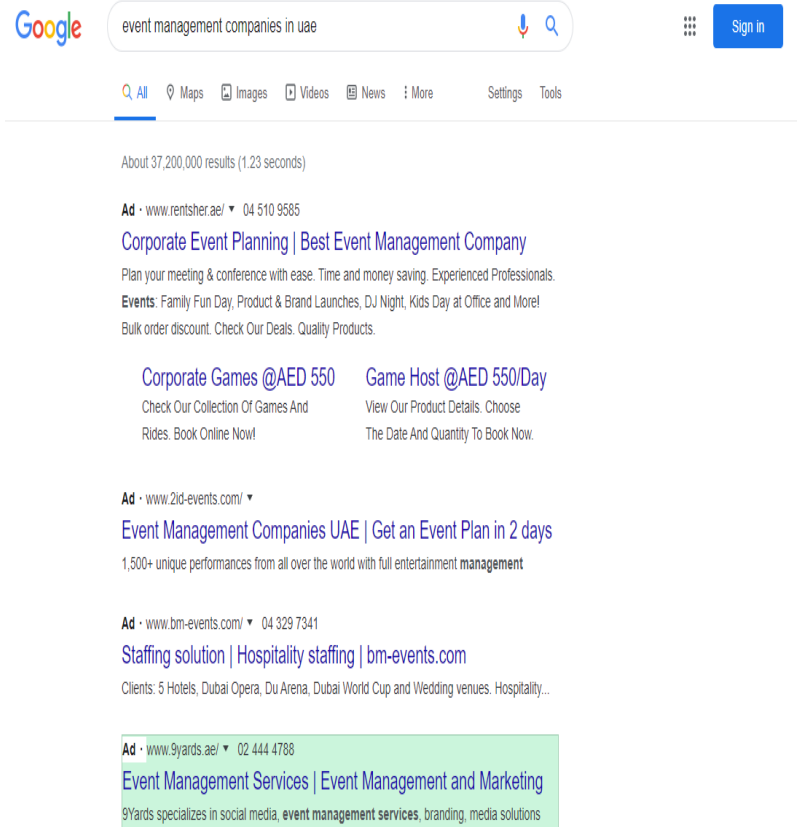 Google
event management companies in uae
Sign in
All Maps Images Videos News More Settings Tools
About 37,200,000 results (1.23 seconds)
Ad · www.rentsher.ae/ ▼ 04 510 9585
Corporate Event Planning | Best Event Management Company
Plan your meeting & conference with ease. Time and money saving. Experienced Professionals.
Events: Family Fun Day, Product & Brand Launches, DJ Night, Kids Day at Office and More!
Bulk order discount. Check Our Deals. Quality Products.
Corporate Games @AED 550
Check Our Collection Of Games And
Rides. Book Online Now!
Game Host @AED 550/Day
View Our Product Details. Choose
The Date And Quantity To Book Now.
Ad · www.2id-events.com/ ▼
Event Management Companies UAE | Get an Event Plan in 2 days
1,500+ unique performances from all over the world with full entertainment management
Ad · www.bm-events.com/ ▼ 04 329 7341
Staffing solution | Hospitality staffing | bm-events.com
Clients: 5 Hotels, Dubai Opera, Du Arena, Dubai World Cup and Wedding venues. Hospitality...
Ad · www.9yards.ae/ ▼ 02 444 4788
Event Management Services | Event Management and Marketing
9Yards specializes in social media, event management services, branding, media solutions